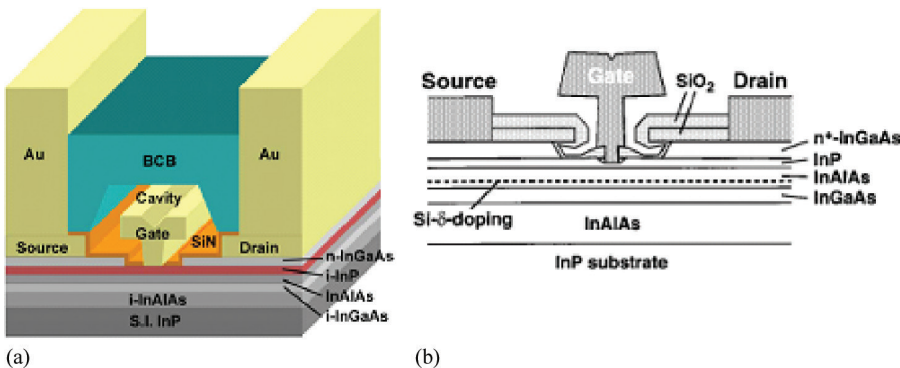 Au
BCB
Au
Cavity
Gate
SiN
Source
Drain
n-InGaAs
i-InP
InAlAs
i-InGaAs
i-InAlAs
S.I. InP
(a)
Source
Gate
SiO2
Drain
n+-InGaAs
InP
InAlAs
InGaAs
Si-δ-doping
InAlAs
InP substrate
(b)